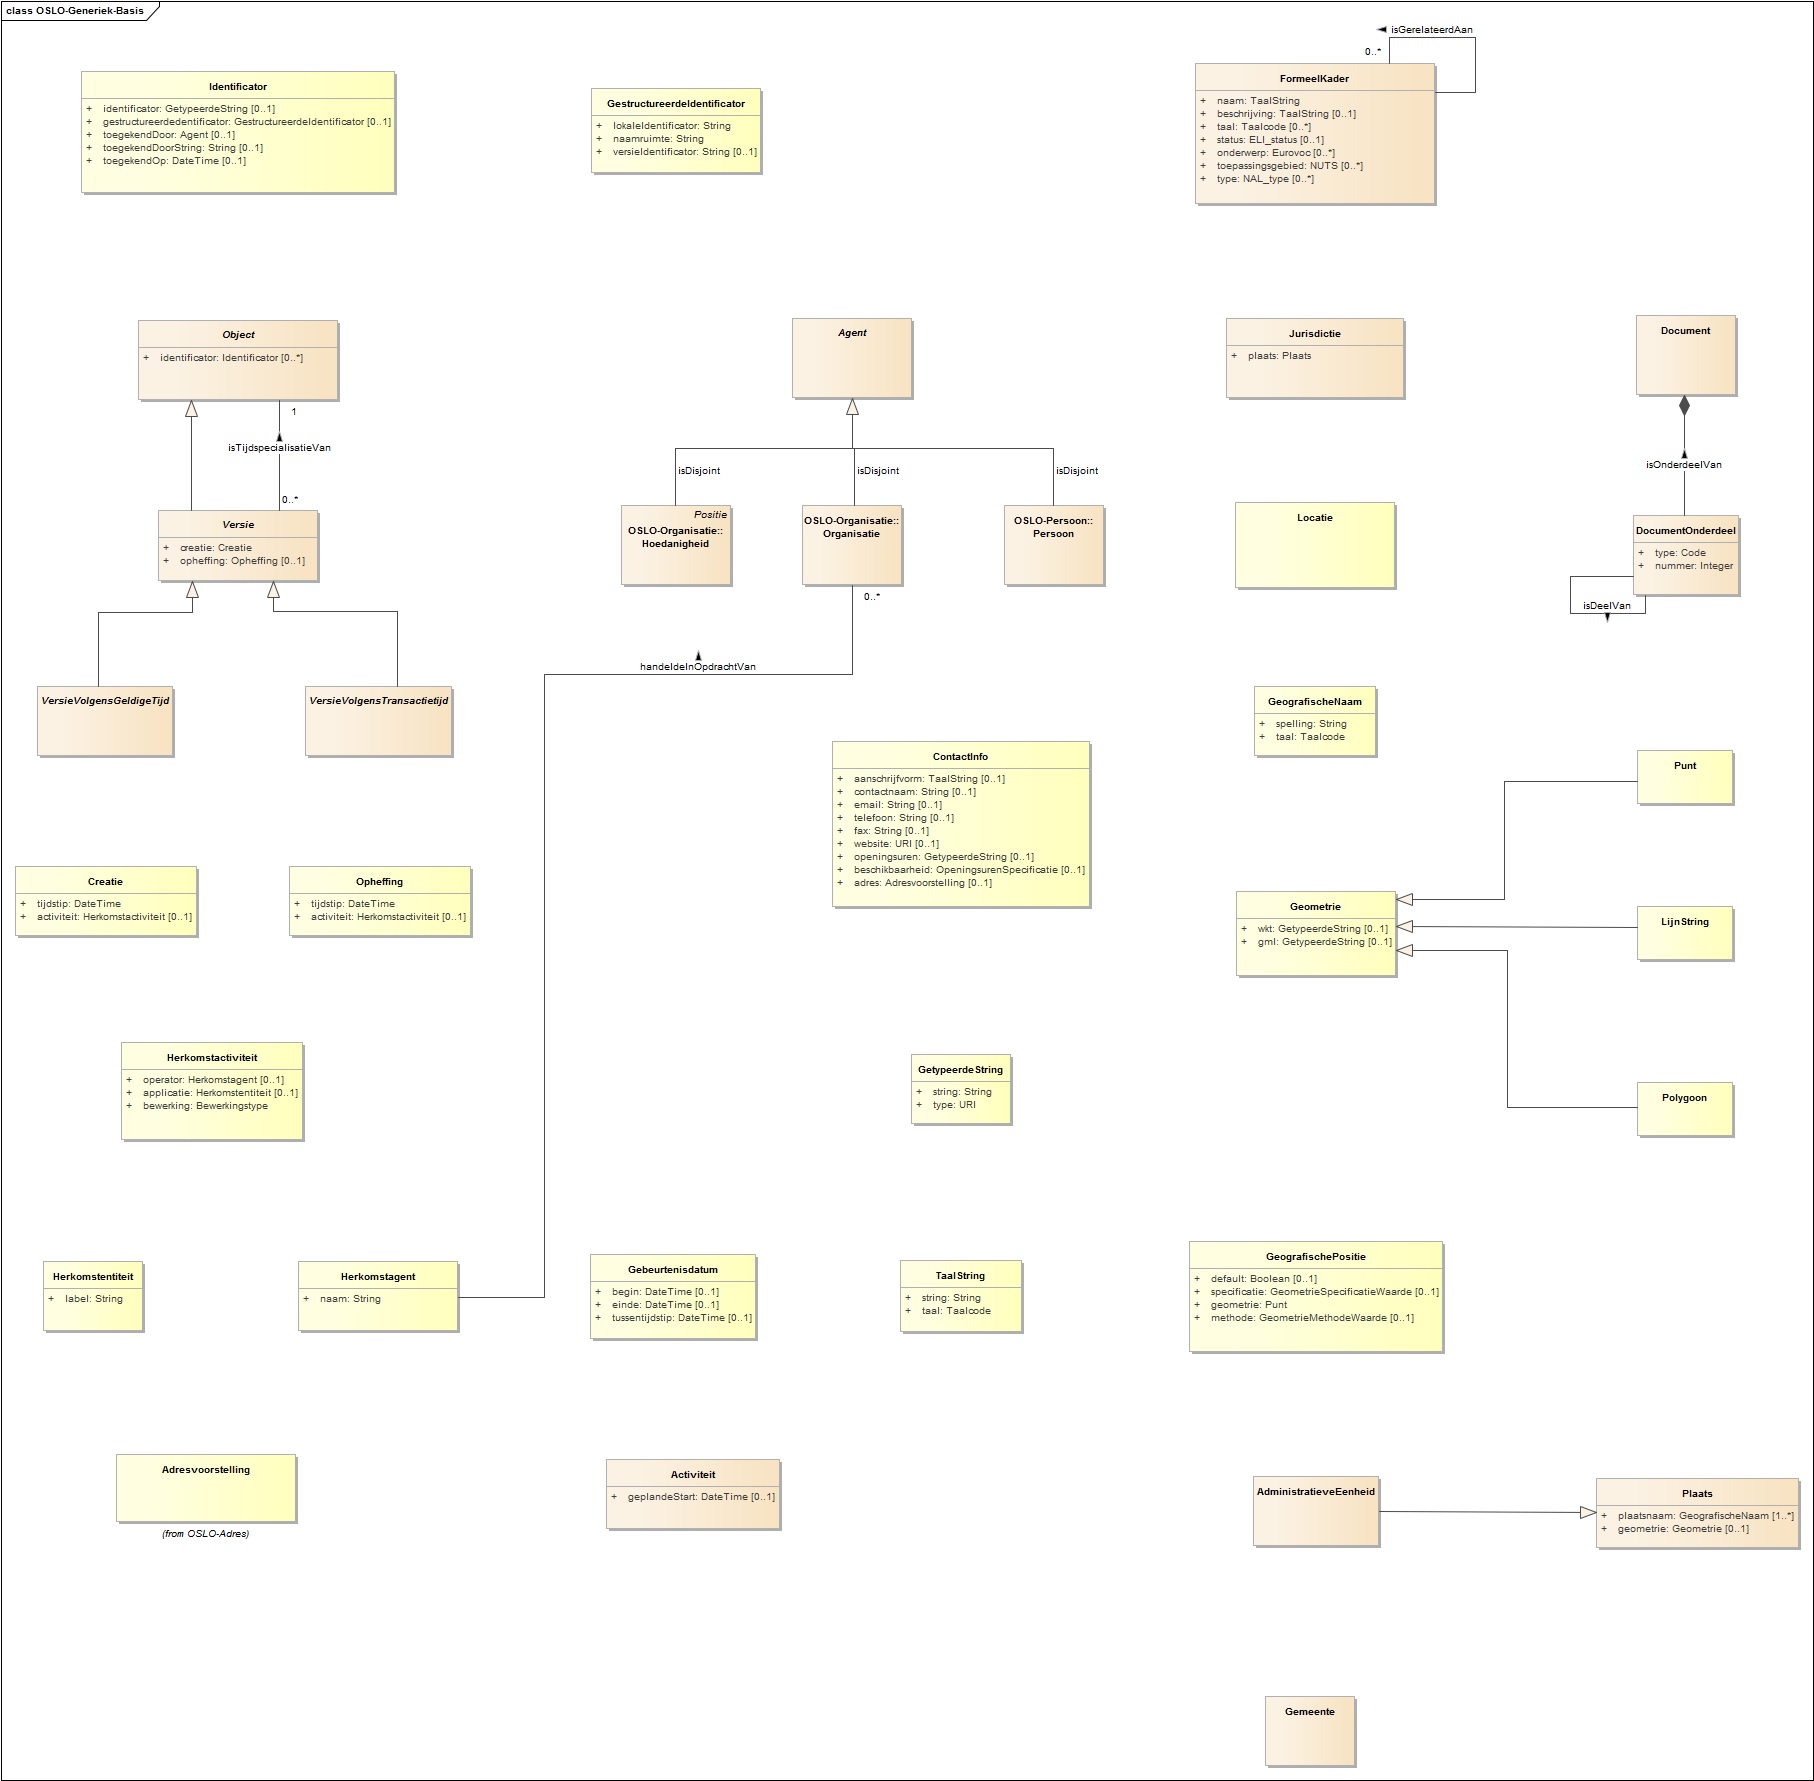 class OSLO-Generiek-Basis
isGerelateerdAan
0..*
Identificator
+ identificator: GetypeerdeString [0..1]
+ gestructureerdedentificator: GestructureerdeIdentificator [0..1]
+ toegekendDoor: Agent [0..1]
+ toegekendDoorString: String [0..1]
+ toegekendOp: DateTime [0..1]
GestructureerdeIdentificator
+ lokaleIdentificator: String
+ naamruimte: String
+ versieIdentificator: String [0..1]
FormeelKader
+ naam: TaalString
+ beschrijving: TaalString [0..1]
+ taal: Taalcode [0..*]
+ status: ELI_status [0..1]
+ onderwerp: Eurovoc [0..*]
+ toepassingsgebied: NUTS [0..*]
+ type: NAL_type [0..*]
Object
+ identificator: Identificator [0..*]
1
isTijdspecialisatieVan
0..*
Versie
+ creatie: Creatie
+ opheffing: Opheffing [0..1]
VersieVolgensGeldigeTijd
VersieVolgensTransactietijd
Agent
isDisjoint
isDisjoint
isDisjoint
Positie
OSLO-Organisatie::
Hoedanigheid
OSLO-Organisatie::
Organisatie
OSLO-Persoon::
Persoon
0..*
handeldeInOpdrachtVan
Jurisdictie
+ plaats: Plaats
Document
isOnderdeelVan
Locatie
DocumentOnderdeel
+ type: Code
+ nummer: Integer
isDeelVan
GeografischeNaam
+ spelling: String
+ taal: Taalcode
ContactInfo
+ aanschrijfvorm: TaalString [0..1]
+ contactnaam: String [0..1]
+ email: String [0..1]
+ telefoon: String [0..1]
+ fax: String [0..1]
+ website: URI [0..1]
+ openingsuren: GetypeerdeString [0..1]
+ beschikbaarheid: OpeningsurenSpecificatie [0..1]
+ adres: Adresvoorstelling [0..1]
Punt
Creatie
+ tijdstip: DateTime
+ activiteit: Herkomstactiviteit [0..1]
Opheffing
+ tijdstip: DateTime
+ activiteit: Herkomstactiviteit [0..1]
Geometrie
+ wkt: GetypeerdeString [0..1]
+ gml: GetypeerdeString [0..1]
LijnString
Herkomstactiviteit
+ operator: Herkomstagent [0..1]
+ applicatie: Herkomstentiteit [0..1]
+ bewerking: Bewerkingstype
GetypeerdeString
+ string: String
+ type: URI
Polygoon
Herkomstentiteit
+ label: String
Herkomstagent
+ naam: String
Gebeurtenisdatum
+ begin: DateTime [0..1]
+ einde: DateTime [0..1]
+ tussentijdstip: DateTime [0..1]
TaalString
+ string: String
+ taal: Taalcode
GeografischePositie
+ default: Boolean [0..1]
+ specificatie: GeometrieSpecificatieWaarde [0..1]
+ geometrie: Punt
+ methode: GeometrieMethodeWaarde [0..1]
Adresvoorstelling
(from OSLO-Adres)
Activiteit
+ geplandeStart: DateTime [0..1]
AdministratieveEenheid
Plaats
+ plaatsnaam: GeografischeNaam [1..*]
+ geometrie: Geometrie [0..1]
Gemeente